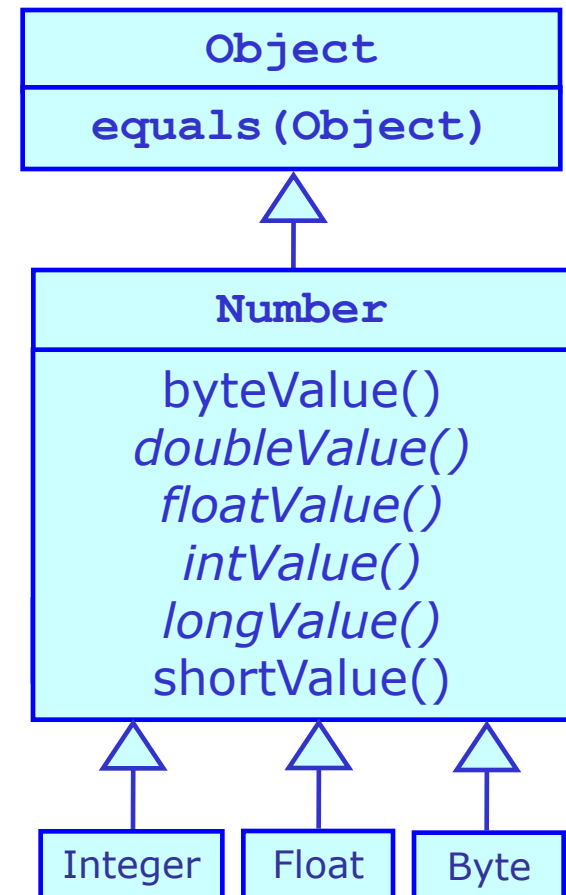 Object
equals(Object)
Number
byteValue()
doubleValue()
floatValue()
intValue()
longValue()
shortValue()
Integer Float Byte